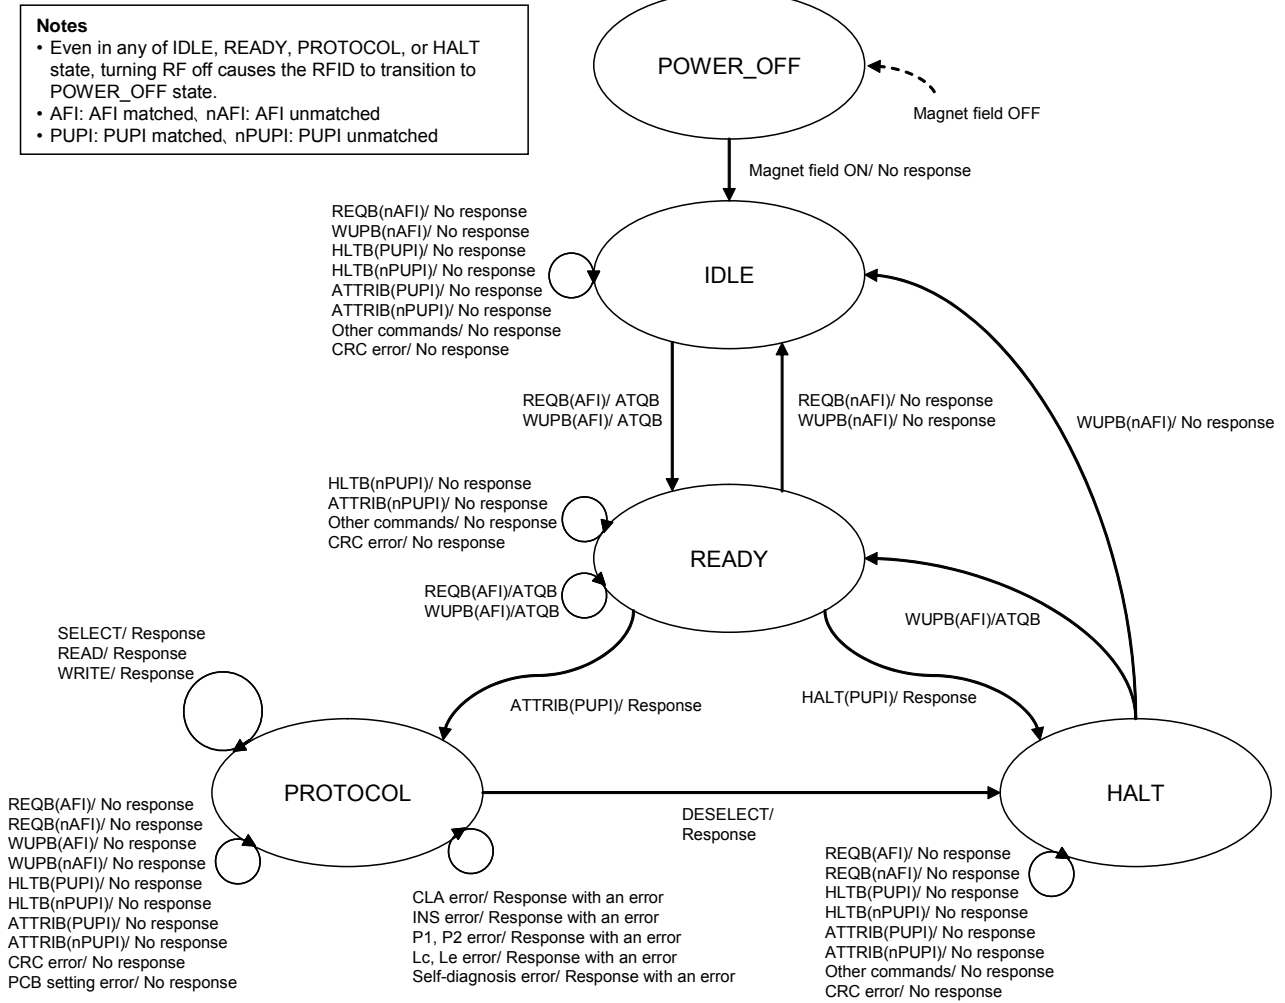 Notes
• Even in any of IDLE, READY, PROTOCOL, or HALT
state, turning RF off causes the RFID to transition to
POWER_OFF state.
• AFI: AFI matched、nAFI: AFI unmatched
• PUPI: PUPI matched、nPUPI: PUPI unmatched
POWER_OFF
Magnet field OFF
Magnet field ON/ No response
REQB(nAFI)/ No response
WUPB(nAFI)/ No response
HLTB(PUPI)/ No response
HLTB(nPUPI)/ No response
ATTRIB(PUPI)/ No response
ATTRIB(nPUPI)/ No response
Other commands/ No response
CRC error/ No response
IDLE
REQB(AFI)/ ATQB
WUPB(AFI)/ ATQB
REQB(nAFI)/ No response
WUPB(nAFI)/ No response
WUPB(nAFI)/ No response
HLTB(nPUPI)/ No response
ATTRIB(nPUPI)/ No response
Other commands/ No response
CRC error/ No response
READY
REQB(AFI)/ATQB
WUPB(AFI)/ATQB
WUPB(AFI)/ATQB
SELECT/ Response
READ/ Response
WRITE/ Response
ATTRIB(PUPI)/ Response
HALT(PUPI)/ Response
PROTOCOL
HALT
DESELECT/
Response
REQB(AFI)/ No response
REQB(nAFI)/ No response
WUPB(AFI)/ No response
WUPB(nAFI)/ No response
HLTB(PUPI)/ No response
HLTB(nPUPI)/ No response
ATTRIB(PUPI)/ No response
ATTRIB(nPUPI)/ No response
CRC error/ No response
PCB setting error/ No response
CLA error/ Response with an error
INS error/ Response with an error
P1, P2 error/ Response with an error
Lc, Le error/ Response with an error
Self-diagnosis error/ Response with an error
REQB(AFI)/ No response
REQB(nAFI)/ No response
HLTB(PUPI)/ No response
HLTB(nPUPI)/ No response
ATTRIB(PUPI)/ No response
ATTRIB(nPUPI)/ No response
Other commands/ No response
CRC error/ No response